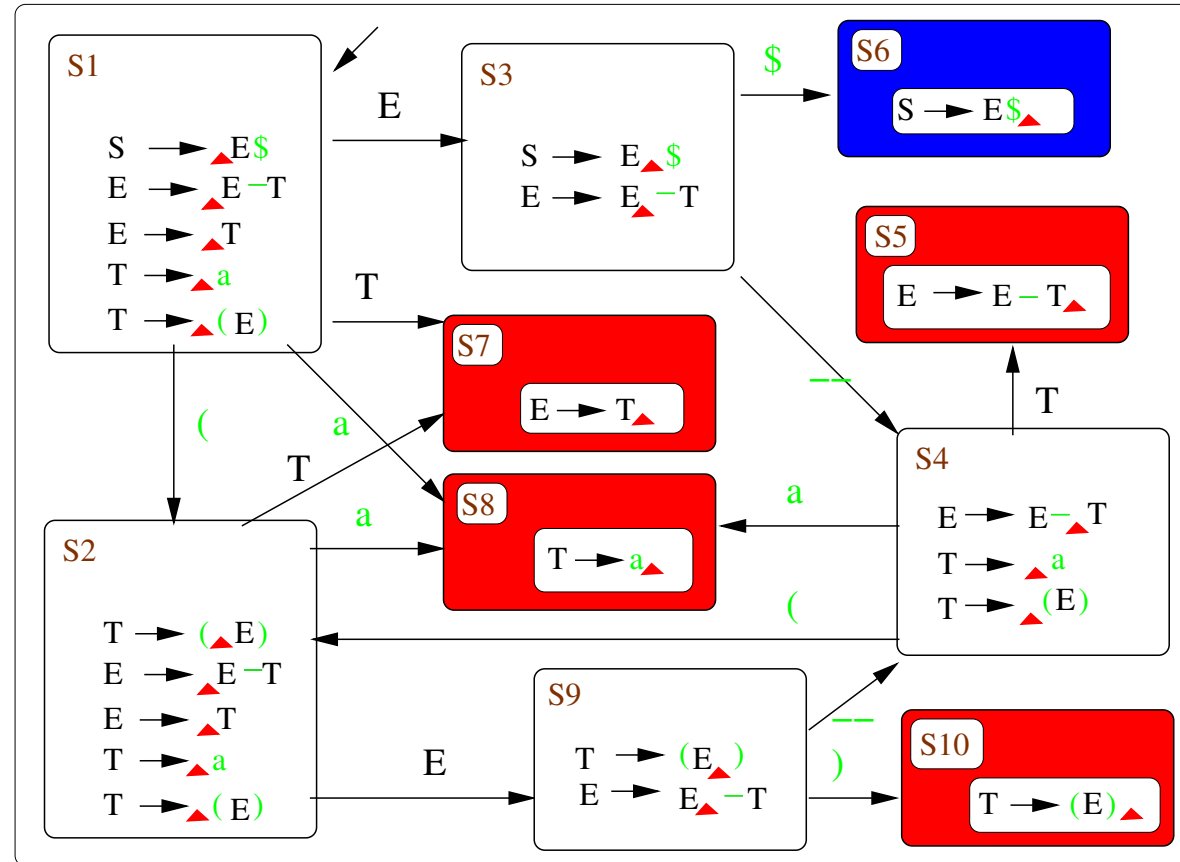 S1
S → ▲E$
E → ▲E−T
E → ▲T
T → ▲a
T → ▲(E)
E
S3
S → E▲$
E → E▲−T
$
S6
S → E$▲
T
S7
E → T▲
−−
S5
E → E−T▲
T
(
a
T
a
S8
T → a▲
a
(
S4
E → E−▲T
T → ▲a
T → ▲(E)
S2
T → (▲E)
E → ▲E−T
E → ▲T
T → ▲a
T → ▲(E)
E
S9
T → (E▲)
E → E▲−T
−−
)
S10
T → (E)▲